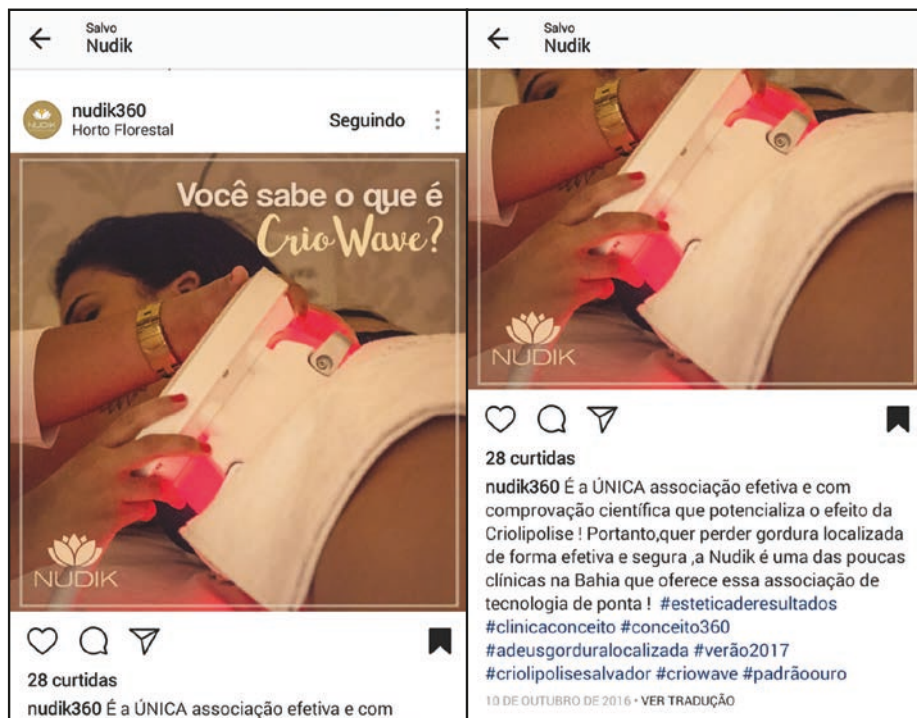 Salvo
Nudik
nudik360
Horto Florestal
Seguindo
NUDIK
Você sabe o que é
CrioWave?
NUDIK
28 curtidas
nudik360 É a ÚNICA associação efetiva e com
Salvo
Nudik
NUDIK
28 curtidas
nudik360 É a ÚNICA associação efetiva e com
comprovação científica que potencializa o efeito da
Criolipolise ! Portanto,quer perder gordura localizada
de forma efetiva e segura ,a Nudik é uma das poucas
clínicas na Bahia que oferece essa associação de
tecnologia de ponta ! #esteticaderesultados
#clinicaconceito #conceito360
#adeusgorduralocalizada #verão2017
#criolipolisesalvador #criowave #padrãoouro
10 DE OUTUBRO DE 2016 • VER TRADUÇÃO